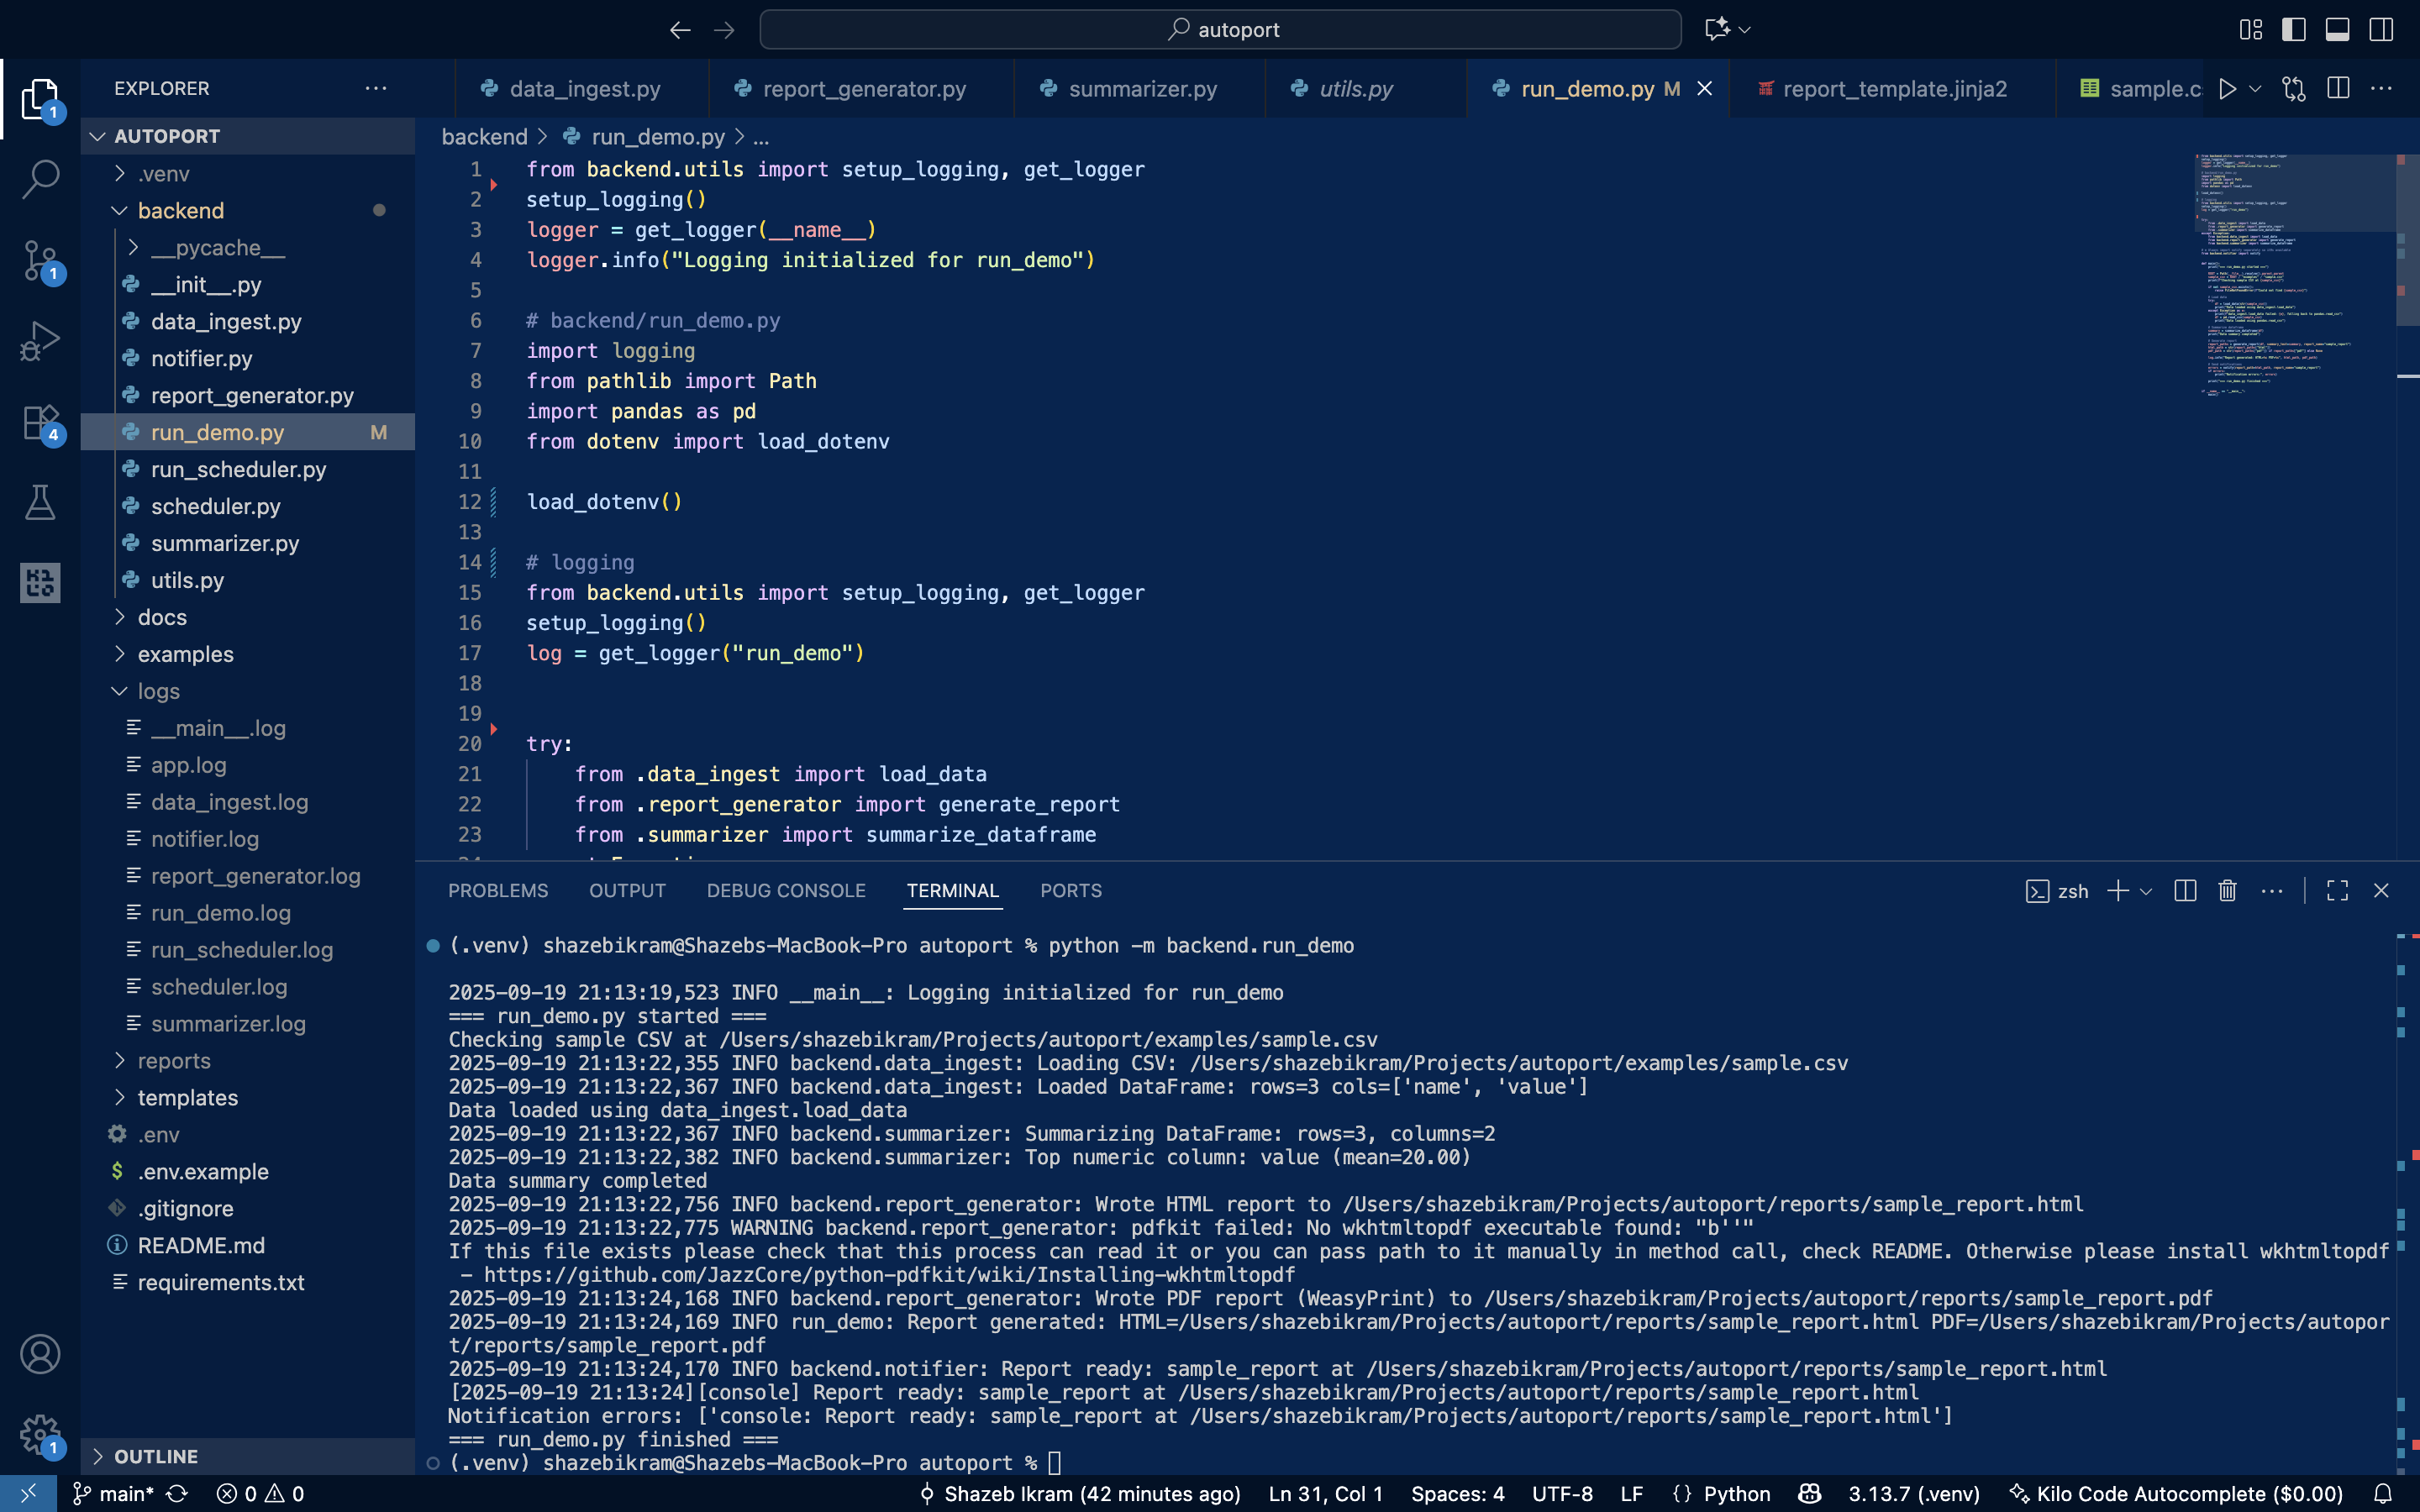 autoport
EXPLORER
data_ingest.py
report_generator.py
summarizer.py
utils.py
run_demo.py M
report_template.jinja2
sample.c
AUTOPORT
.venv
backend
__pycache__
__init__.py
data_ingest.py
notifier.py
report_generator.py
run_demo.py M
run_scheduler.py
scheduler.py
summarizer.py
utils.py
docs
examples
logs
__main__.log
app.log
data_ingest.log
notifier.log
report_generator.log
run_demo.log
run_scheduler.log
scheduler.log
summarizer.log
reports
templates
.env
$ .env.example
.gitignore
README.md
requirements.txt
OUTLINE
1
1
4
1
backend > run_demo.py > ...
1 from backend.utils import setup_logging, get_logger
2 setup_logging()
3 logger = get_logger(__name__)
4 logger.info("Logging initialized for run_demo")
5
6 # backend/run_demo.py
7 import logging
8 from pathlib import Path
9 import pandas as pd
10 from dotenv import load_dotenv
11
12 load_dotenv()
13
14 # logging
15 from backend.utils import setup_logging, get_logger
16 setup_logging()
17 log = get_logger("run_demo")
18
19
20 try:
21 from .data_ingest import load_data
22 from .report_generator import generate_report
23 from .summarizer import summarize_dataframe
PROBLEMS OUTPUT DEBUG CONSOLE TERMINAL PORTS
zsh
(.venv) shazebikram@Shazebs-MacBook-Pro autoport % python -m backend.run_demo
2025-09-19 21:13:19,523 INFO __main__: Logging initialized for run_demo
=== run_demo.py started ===
Checking sample CSV at /Users/shazebikram/Projects/autoport/examples/sample.csv
2025-09-19 21:13:22,355 INFO backend.data_ingest: Loading CSV: /Users/shazebikram/Projects/autoport/examples/sample.csv
2025-09-19 21:13:22,367 INFO backend.data_ingest: Loaded DataFrame: rows=3 cols=['name', 'value']
Data loaded using data_ingest.load_data
2025-09-19 21:13:22,367 INFO backend.summarizer: Summarizing DataFrame: rows=3, columns=2
2025-09-19 21:13:22,382 INFO backend.summarizer: Top numeric column: value (mean=20.00)
Data summary completed
2025-09-19 21:13:22,756 INFO backend.report_generator: Wrote HTML report to /Users/shazebikram/Projects/autoport/reports/sample_report.html
2025-09-19 21:13:22,775 WARNING backend.report_generator: pdfkit failed: No wkhtmltopdf executable found: "b''"
If this file exists please check that this process can read it or you can pass path to it manually in method call, check README. Otherwise please install wkhtmltopdf
- https://github.com/JazzCore/python-pdfkit/wiki/Installing-wkhtmltopdf
2025-09-19 21:13:24,168 INFO backend.report_generator: Wrote PDF report (WeasyPrint) to /Users/shazebikram/Projects/autoport/reports/sample_report.pdf
2025-09-19 21:13:24,169 INFO run_demo: Report generated: HTML=/Users/shazebikram/Projects/autoport/reports/sample_report.html PDF=/Users/shazebikram/Projects/autopor
t/reports/sample_report.pdf
2025-09-19 21:13:24,170 INFO backend.notifier: Report ready: sample_report at /Users/shazebikram/Projects/autoport/reports/sample_report.html
[2025-09-19 21:13:24][console] Report ready: sample_report at /Users/shazebikram/Projects/autoport/reports/sample_report.html
Notification errors: ['console: Report ready: sample_report at /Users/shazebikram/Projects/autoport/reports/sample_report.html']
=== run_demo.py finished ===
(.venv) shazebikram@Shazebs-MacBook-Pro autoport %
main* 0 0 Shazeb Ikram (42 minutes ago) Ln 31, Col 1 Spaces: 4 UTF-8 LF {} Python 3.13.7 (.venv) Kilo Code Autocomplete ($0.00)